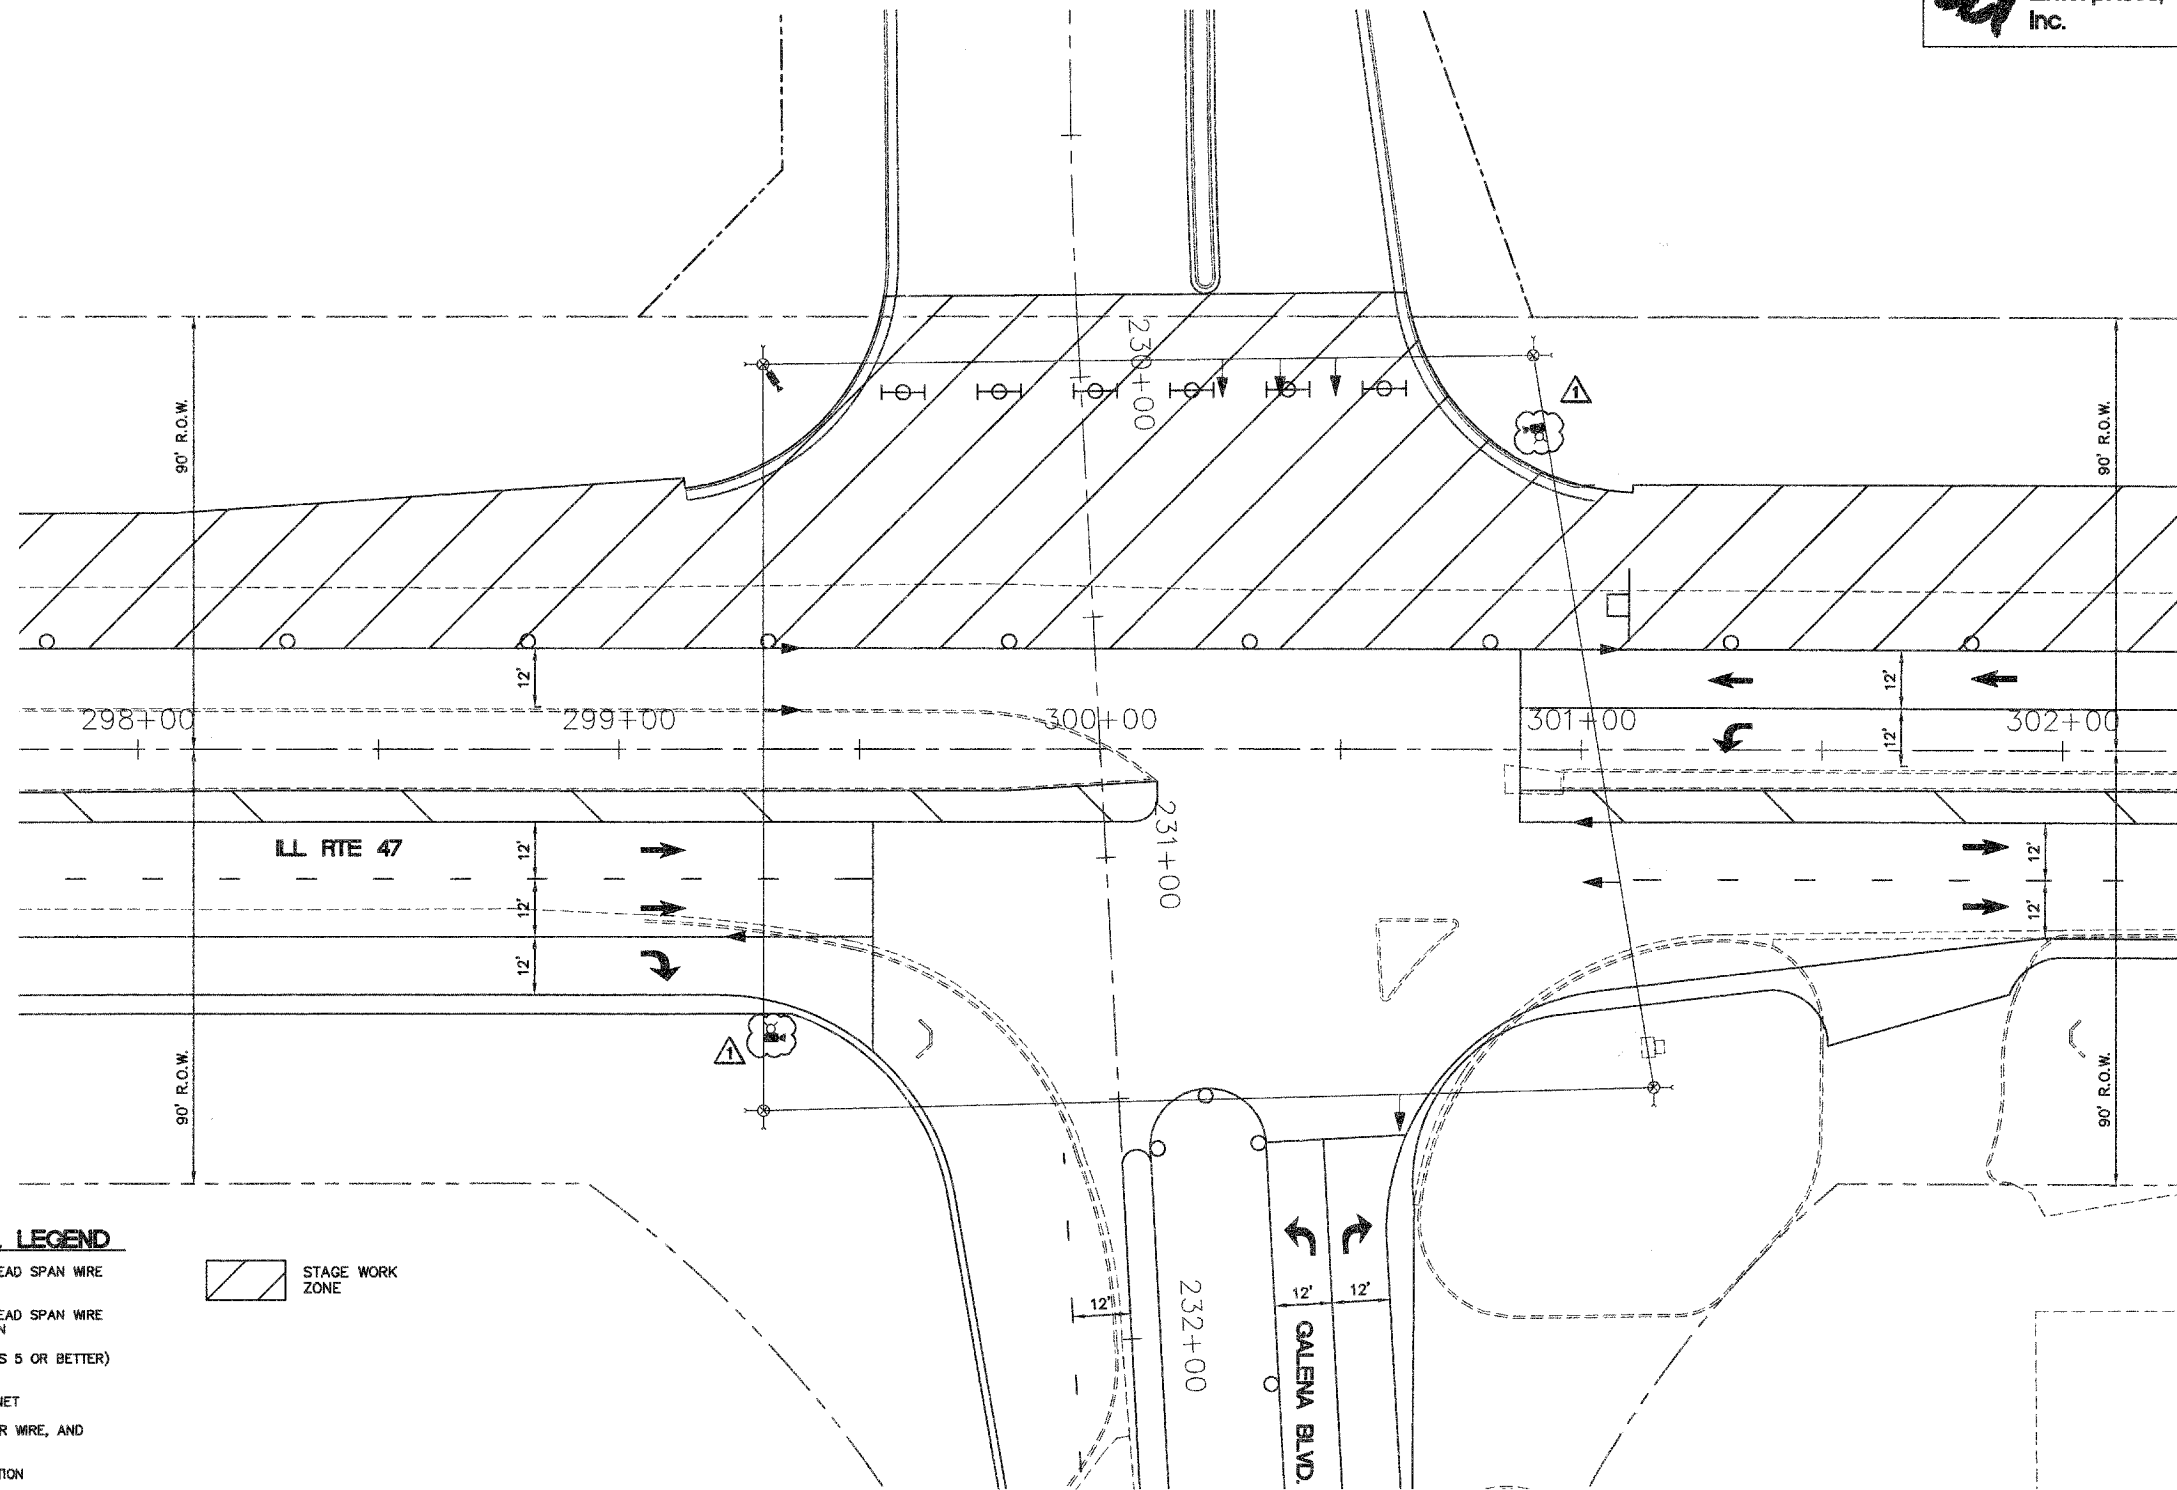 Inc.
90' R.O.W.
230+00
1
90' R.O.W.
12'
12'
298+00
299+00
300+00
301+00
302+00
12'
231+00
ILL RTE 47
12'
12'
12'
12'
12'
1
90' R.O.W.
90' R.O.W.
LEGEND
EAD SPAN WIRE
STAGE WORK
ZONE
EAD SPAN WIRE
N
S 5 OR BETTER)
NET
R WIRE, AND
TION
12'
232+00
12'
12'
GALENA BLVD.